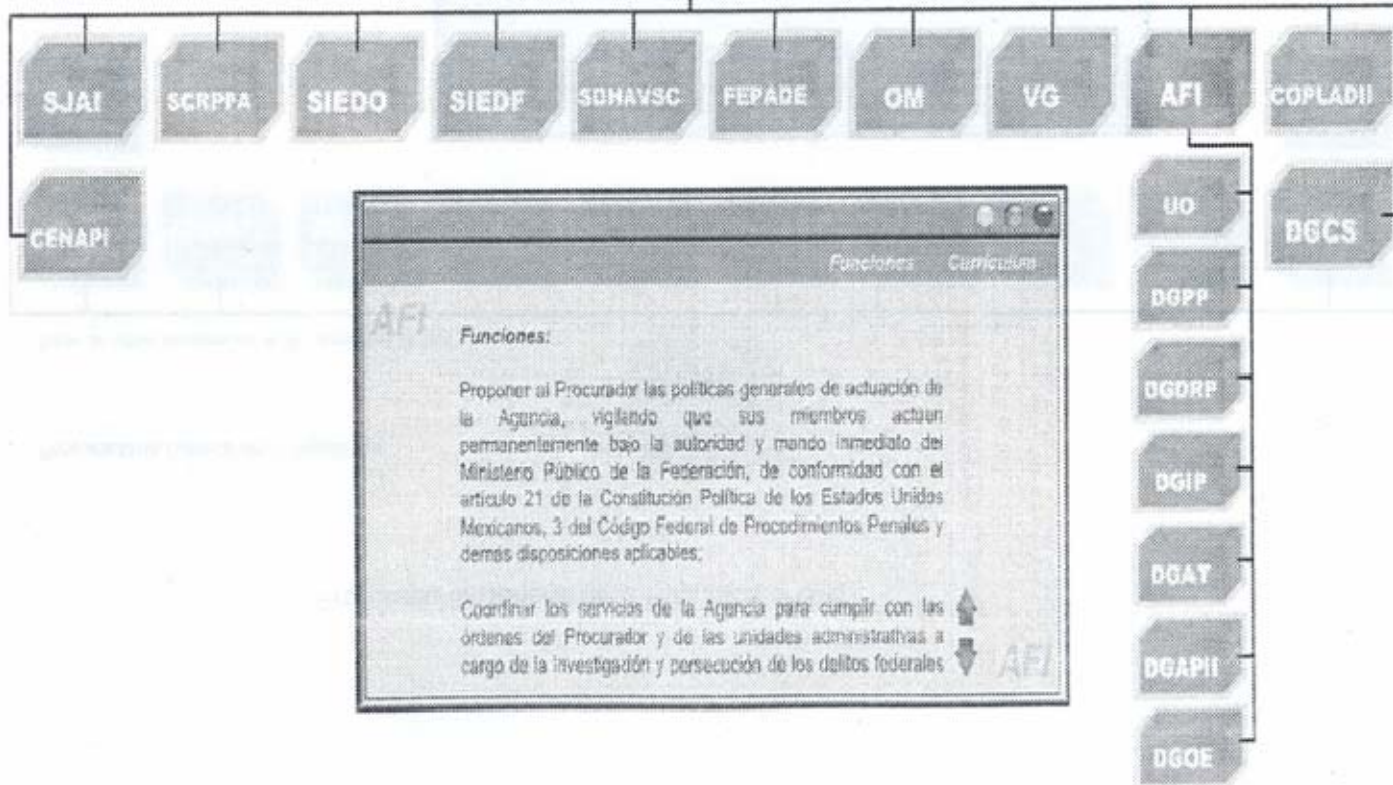 SJAI SCRPPA SIEDO SIEDF SDHAVSC FEPADE OM VG AFI COPLADII
CENAPI
UO
DGCS
DGPP
DGDRP
DGIP
DGAT
DGAPII
DGOE
Funciones Curriculum
AFI
Funciones:
Proponer al Procurador las políticas generales de actuación de
la Agencia, vigilando que sus miembros actúen
permanentemente bajo la autoridad y mando inmediato del
Ministerio Público de la Federación, de conformidad con el
artículo 21 de la Constitución Política de los Estados Unidos
Mexicanos, 3 del Código Federal de Procedimientos Penales y
demás disposiciones aplicables;
Coordinar los servicios de la Agencia para cumplir con las
órdenes del Procurador y de las unidades administrativas a
cargo de la investigación y persecución de los delitos federales
AFI